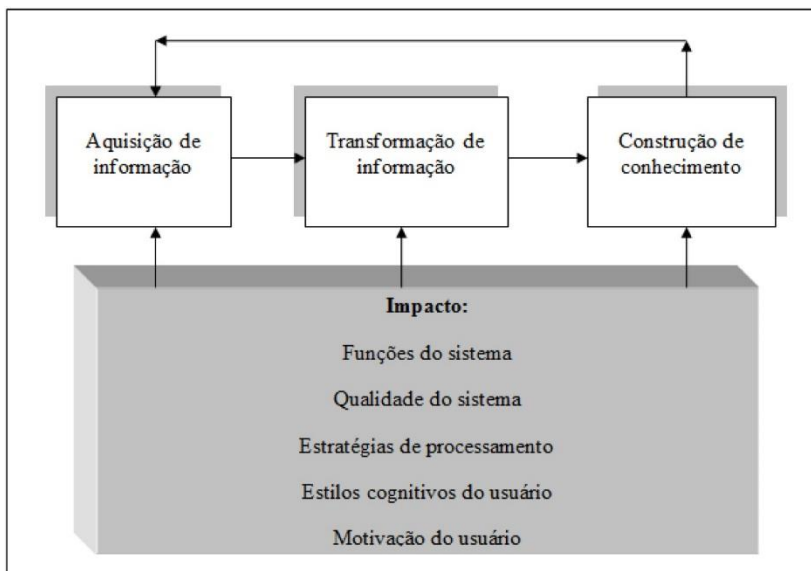 Aquisição de
informação
Transformação de
informação
Construção de
conhecimento
Impacto:
Funções do sistema
Qualidade do sistema
Estratégias de processamento
Estilos cognitivos do usuário
Motivação do usuário